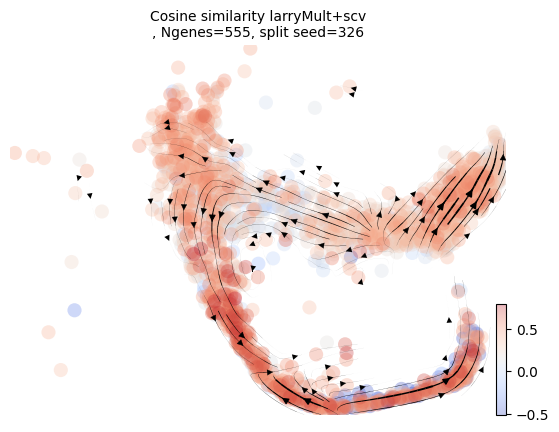 Cosine similarity larryMult+scv
, Ngenes=555, split seed=326
0.5
0.0
−0.5